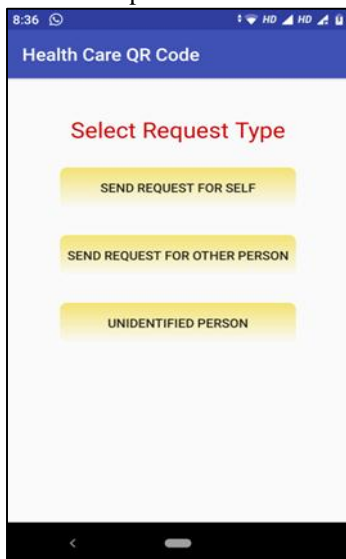 8:36 HD HD
Health Care QR Code
Select Request Type
SEND REQUEST FOR SELF
SEND REQUEST FOR OTHER PERSON
UNIDENTIFIED PERSON